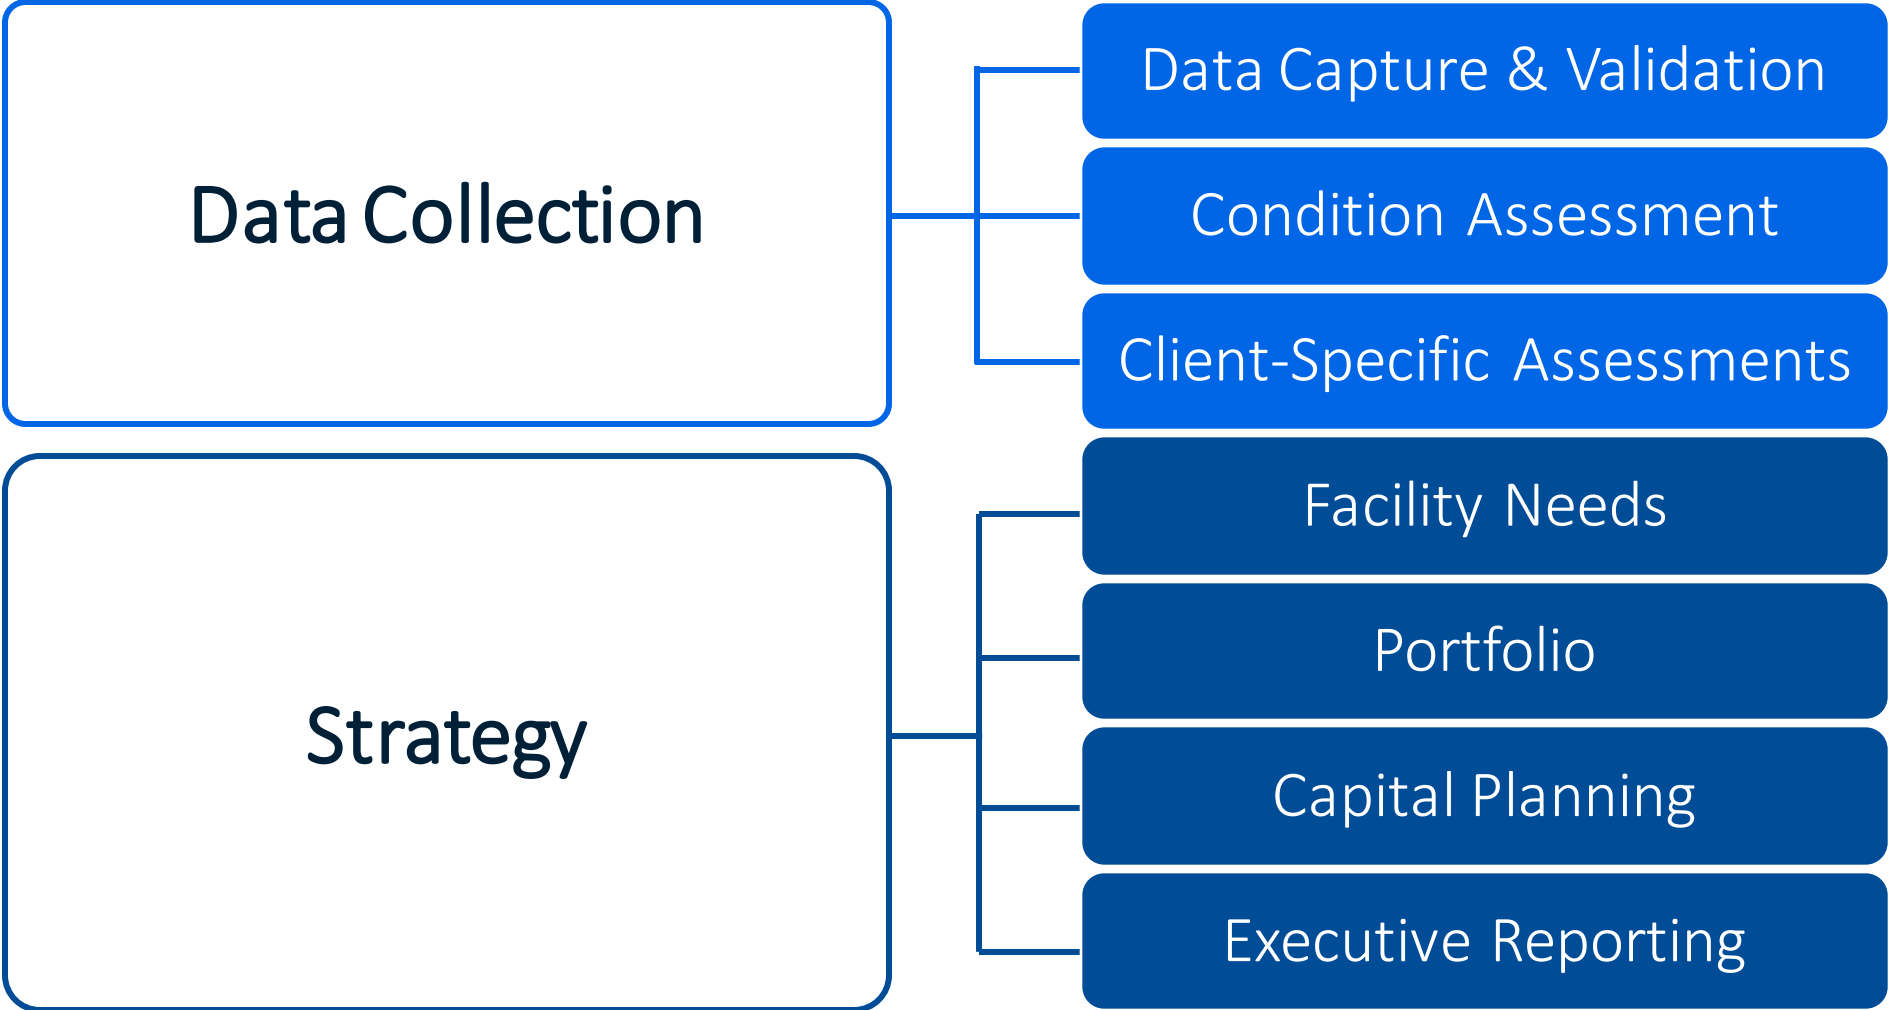 Data Collection
Data Capture & Validation
Condition Assessment
Client-Specific Assessments
Strategy
Facility Needs
Portfolio
Capital Planning
Executive Reporting